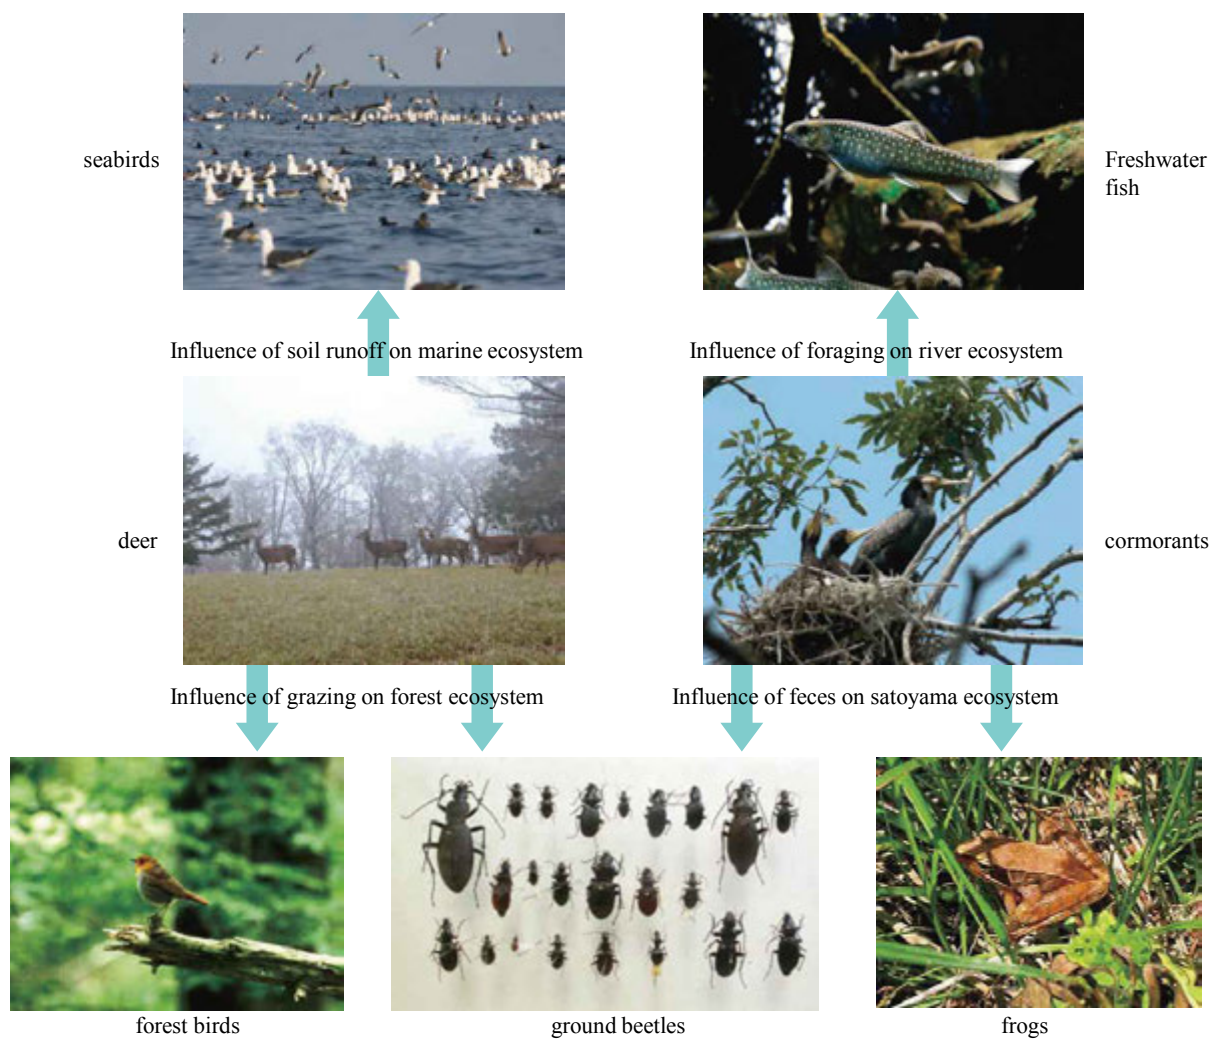 seabirds
Freshwater
fish
Influence of soil runoff on marine ecosystem
Influence of foraging on river ecosystem
deer
cormorants
Influence of grazing on forest ecosystem
Influence of feces on satoyama ecosystem
forest birds
ground beetles
frogs